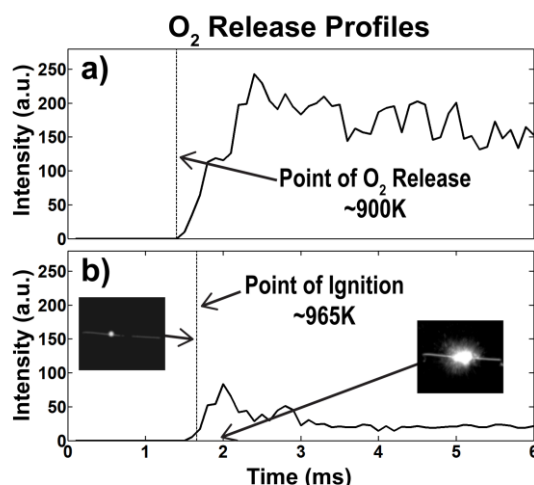 O₂ Release Profiles
a)
Intensity (a.u.)
250
200
150
100
50
0
Point of O₂ Release
~900K
b)
Intensity (a.u.)
250
200
150
100
50
0
Point of Ignition
~965K
0
1
2
3
4
5
6
Time (ms)